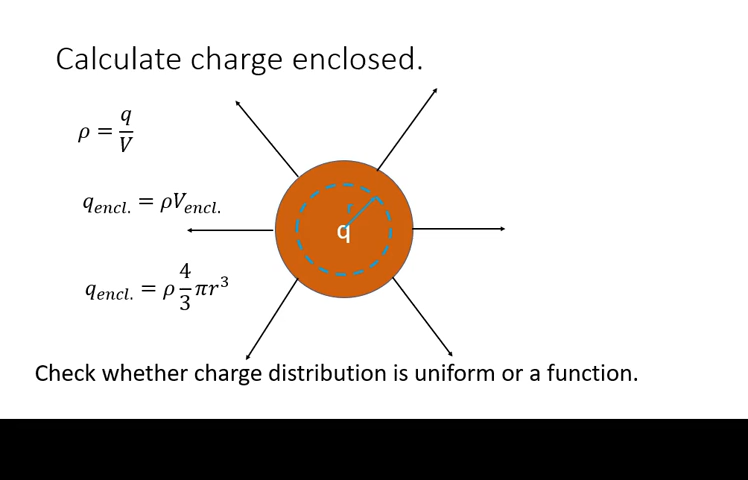 Calculate charge enclosed.
ρ = q/V
q_encl. = ρV_encl.
q_encl. = ρ 4/3 πr³
r
q
Check whether charge distribution is uniform or a function.